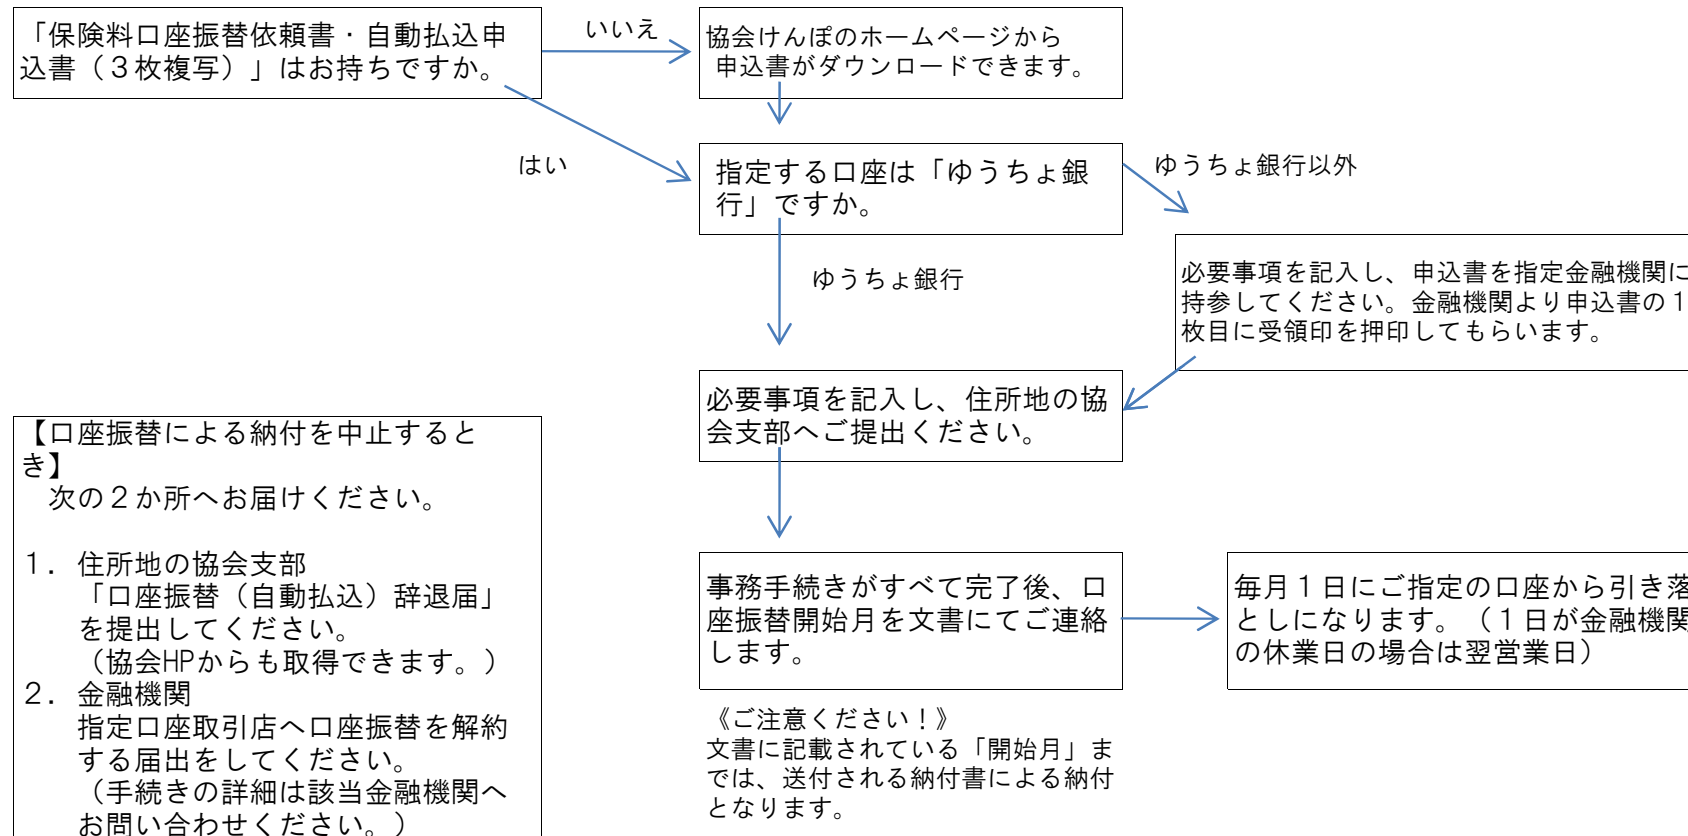 「保険料口座振替依頼書・自動払込申
込書（３枚複写）」はお持ちですか。
いいえ
協会けんぽのホームページから
申込書がダウンロードできます。
はい
指定する口座は「ゆうちょ銀
行」ですか。
ゆうちょ銀行以外
ゆうちょ銀行
必要事項を記入し、申込書を指定金融機関に
持参してください。金融機関より申込書の１
枚目に受領印を押印してもらいます。
必要事項を記入し、住所地の協
会支部へご提出ください。
事務手続きがすべて完了後、口
座振替開始月を文書にてご連絡
します。
毎月１日にご指定の口座から引き落
としになります。（１日が金融機関
の休業日の場合は翌営業日）
《ご注意ください！》
文書に記載されている「開始月」ま
では、送付される納付書による納付
となります。
【口座振替による納付を中止すると
き】
次の２か所へお届けください。
１．住所地の協会支部
「口座振替（自動払込）辞退届」
を提出してください。
（協会HPからも取得できます。）
２．金融機関
指定口座取引店へ口座振替を解約
する届出をしてください。
（手続きの詳細は該当金融機関へ
お問い合わせください。）